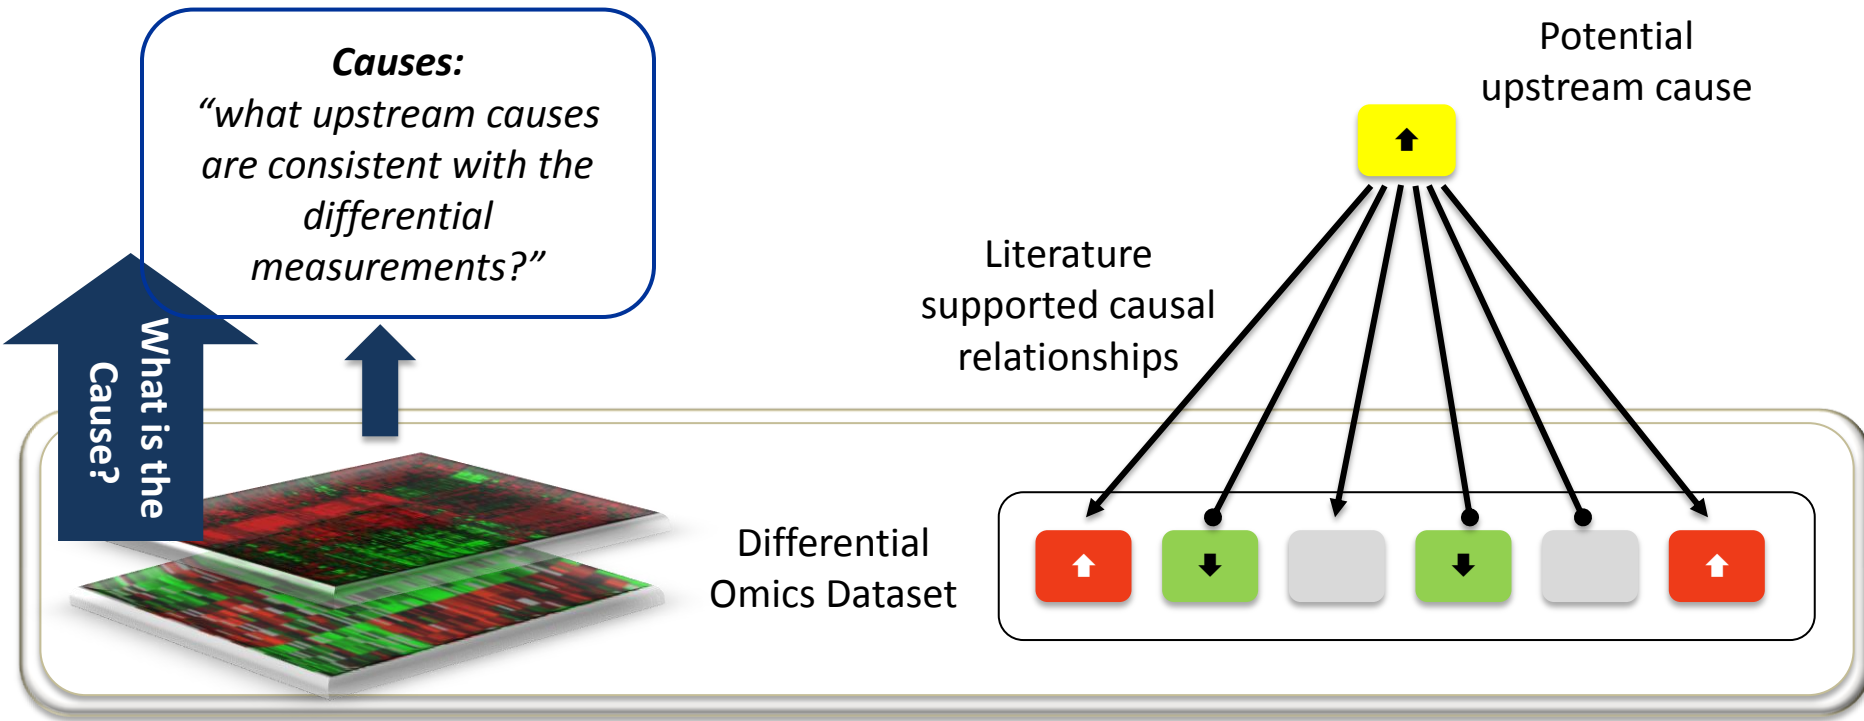 Causes:
“what upstream causes
are consistent with the
differential
measurements?”
What is the
Cause?
Potential
upstream cause
Literature
supported causal
relationships
Differential
Omics Dataset